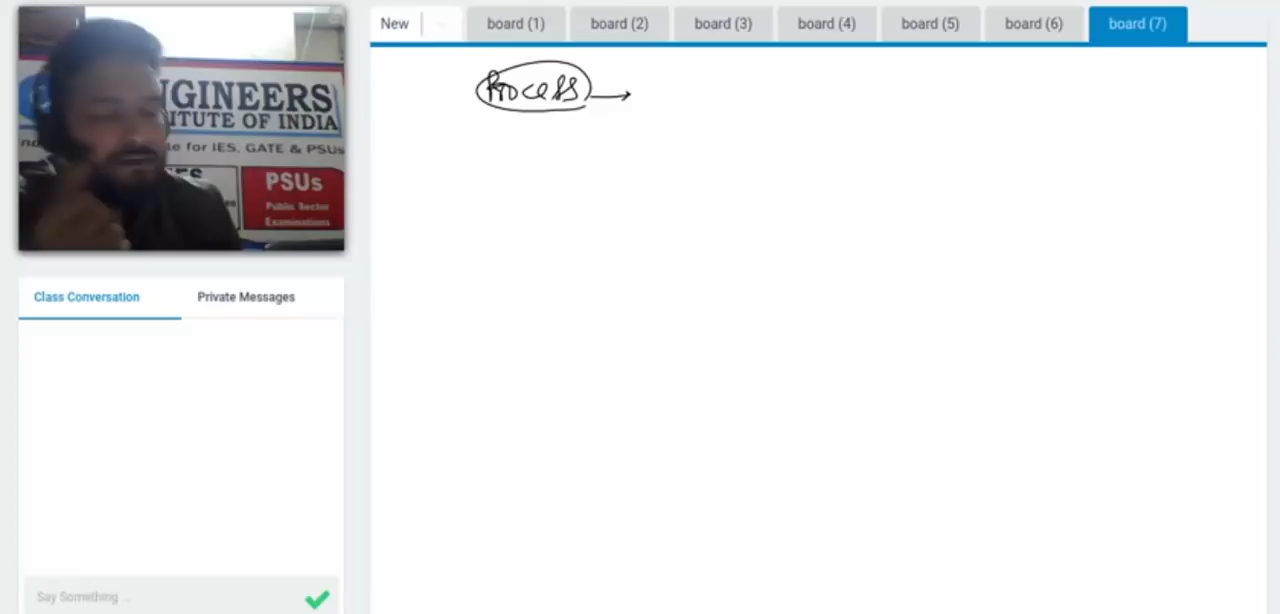 New
board (1)
board (2)
board (3)
board (4)
board (5)
board (6)
board (7)
Process →
GINEERS
ITUTE OF INDIA
te for IES, GATE & PSUs
PSUs
Public Sector
Examinations
Class Conversation
Private Messages
Say Something ...